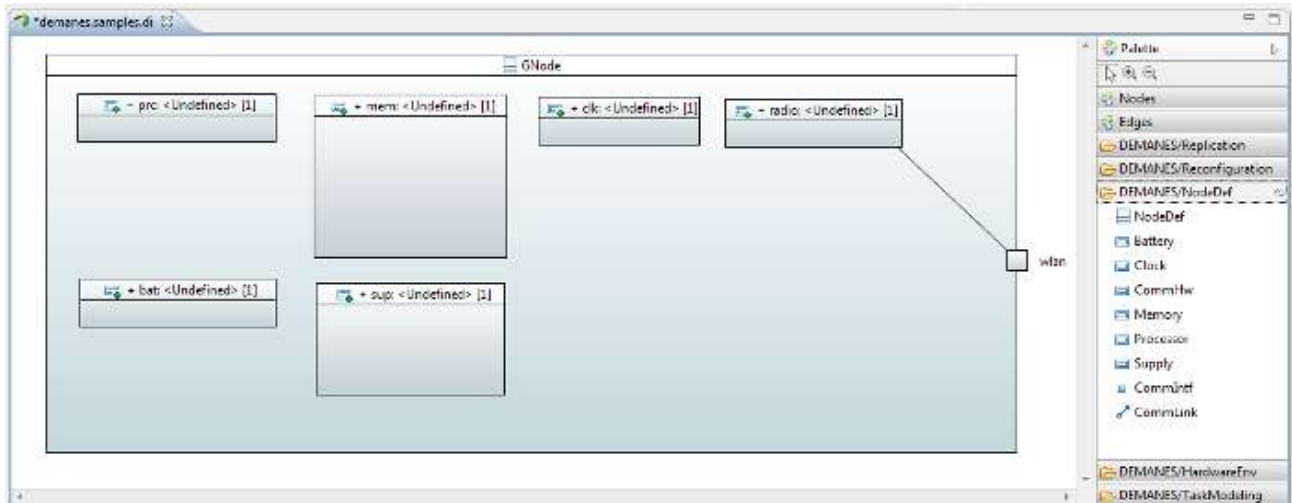 *demanes.samples.di
GNode
+ prc: <Undefined> [1]
+ mem: <Undefined> [1]
+ clk: <Undefined> [1]
+ radio: <Undefined> [1]
+ bat: <Undefined> [1]
+ sup: <Undefined> [1]
wlan
Palette
Nodes
Edges
DEMANES/Replication
DEMANES/Reconfiguration
DEMANES/NodeDef
NodeDef
Battery
Clock
CommHw
Memory
Processor
Supply
CommIntf
CommLink
DEMANES/HardwareEnv
DEMANES/TaskModeling